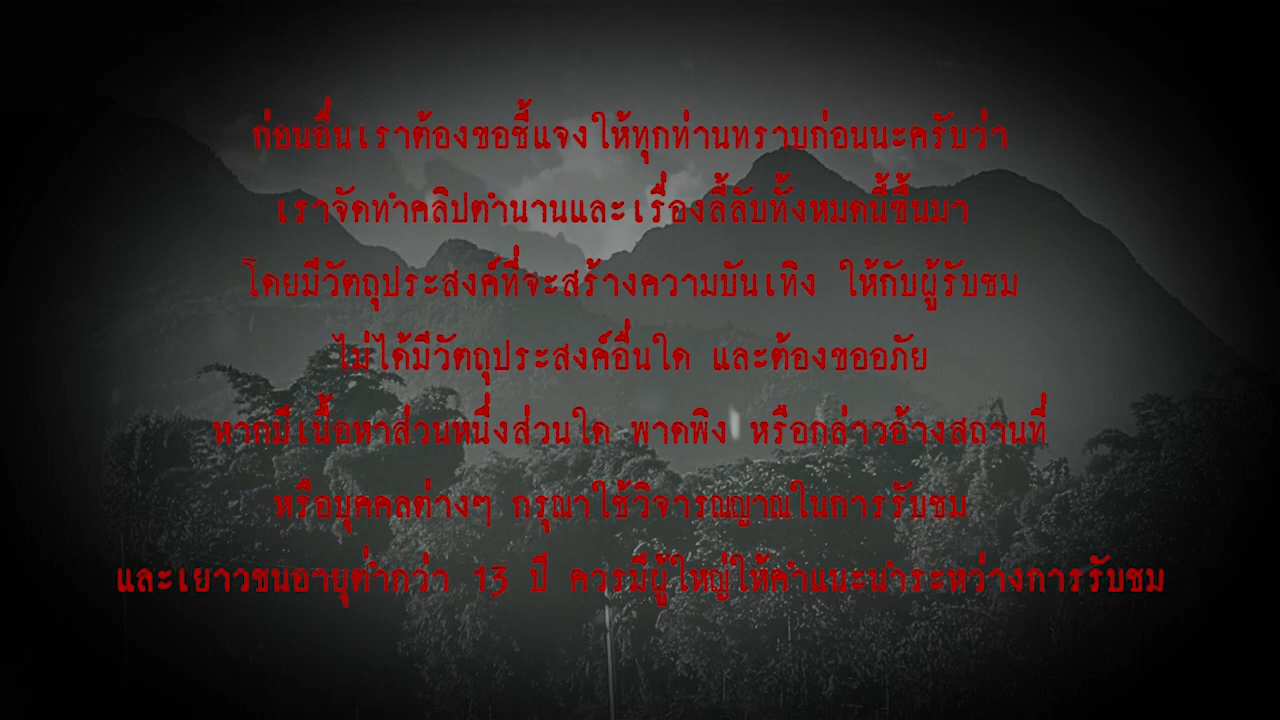 ก่อนอื่นเราต้องขอชี้แจงให้ทุกท่านทราบก่อนนะครับว่า
เราจัดทำคลิปตำนานและเรื่องลี้ลับทั้งหมดนี้ขึ้นมา
โดยมีวัตถุประสงค์ที่จะสร้างความบันเทิง ให้กับผู้รับชม
ไม่ได้มีวัตถุประสงค์อื่นใด และต้องขออภัย
หากมีเนื้อหาส่วนหนึ่งส่วนใด พาดพิง หรือกล่าวอ้างสถานที่
หรือบุคคลต่างๆ กรุณาใช้วิจารณญาณในการรับชม
และเยาวชนอายุต่ำกว่า 13 ปี ควรมีผู้ใหญ่ให้คำแนะนำระหว่างการรับชม